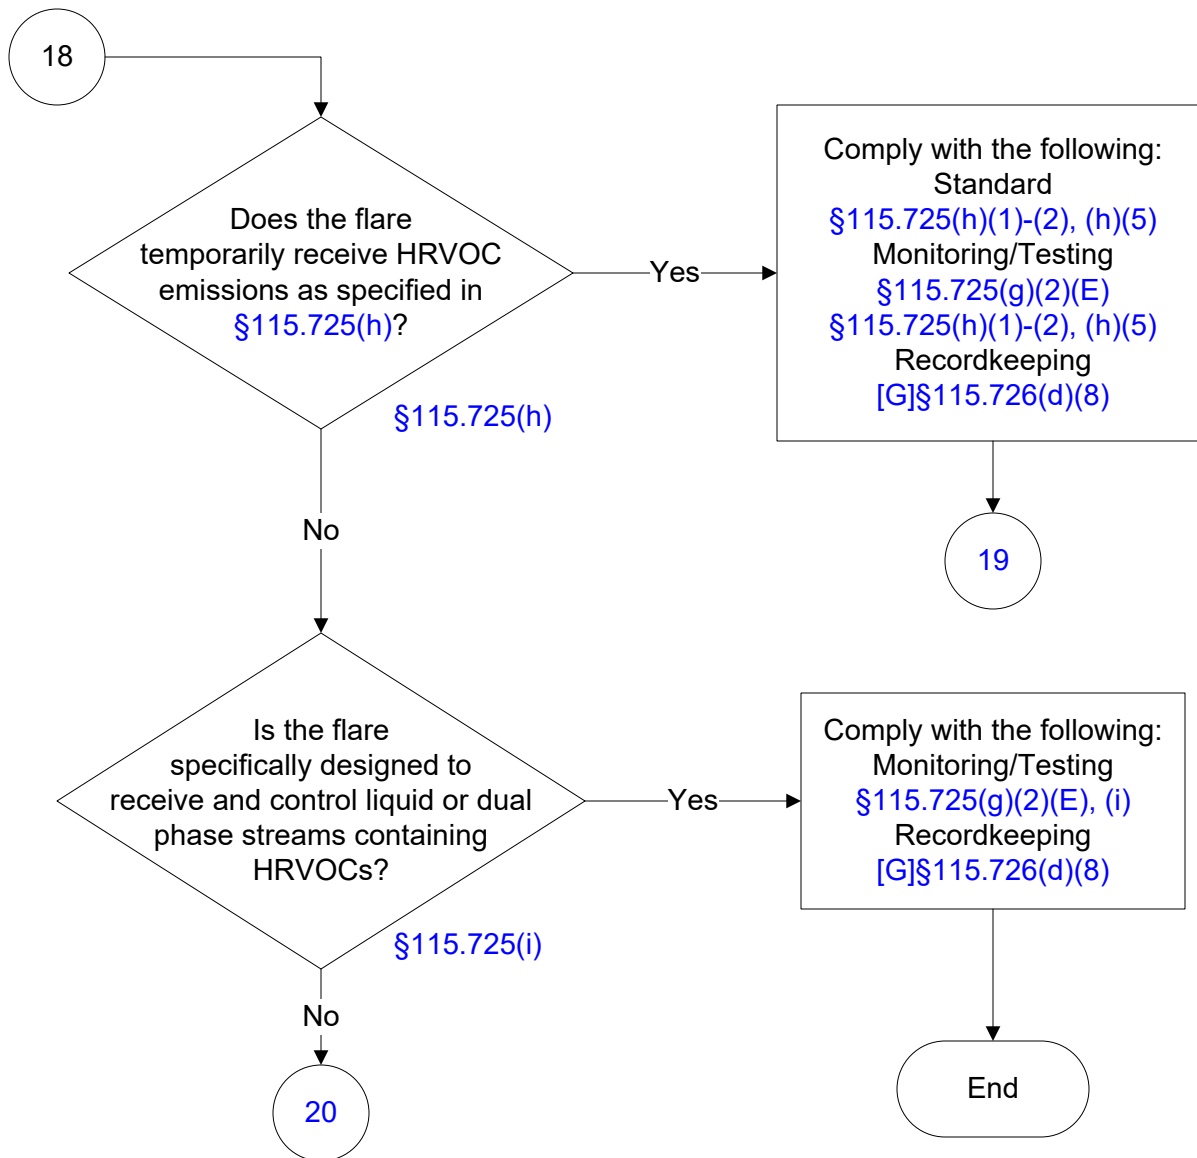 18
Does the flare
temporarily receive HRVOC
emissions as specified in
§115.725(h)?
§115.725(h)
Yes
Comply with the following:
Standard
§115.725(h)(1)-(2), (h)(5)
Monitoring/Testing
§115.725(g)(2)(E)
§115.725(h)(1)-(2), (h)(5)
Recordkeeping
[G]§115.726(d)(8)
19
No
Is the flare
specifically designed to
receive and control liquid or dual
phase streams containing
HRVOCs?
§115.725(i)
Yes
Comply with the following:
Monitoring/Testing
§115.725(g)(2)(E), (i)
Recordkeeping
[G]§115.726(d)(8)
End
No
20